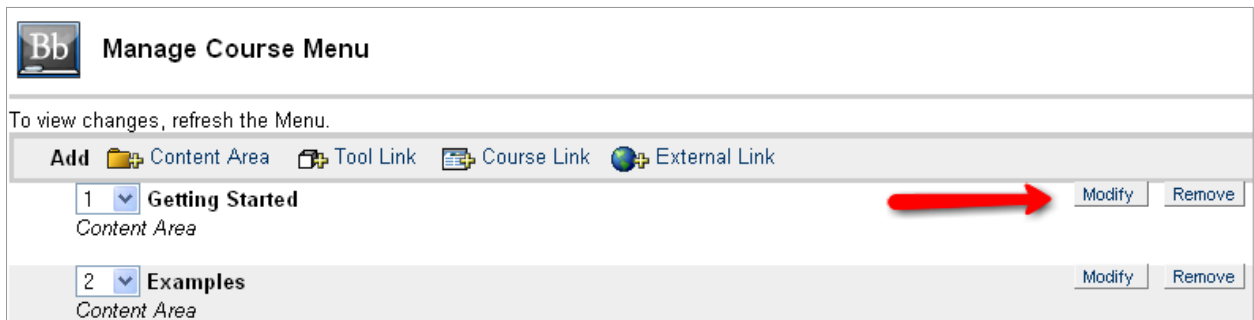 Bb Manage Course Menu
To view changes, refresh the Menu.
Add Content Area Tool Link Course Link External Link
1 Getting Started Modify Remove
Content Area
2 Examples Modify Remove
Content Area